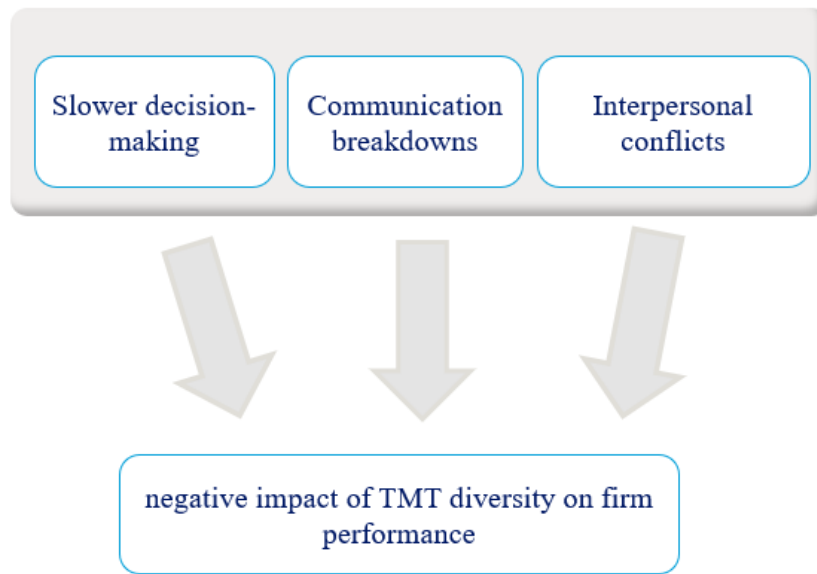 Slower decision-
making
Communication
breakdowns
Interpersonal
conflicts
negative impact of TMT diversity on firm
performance